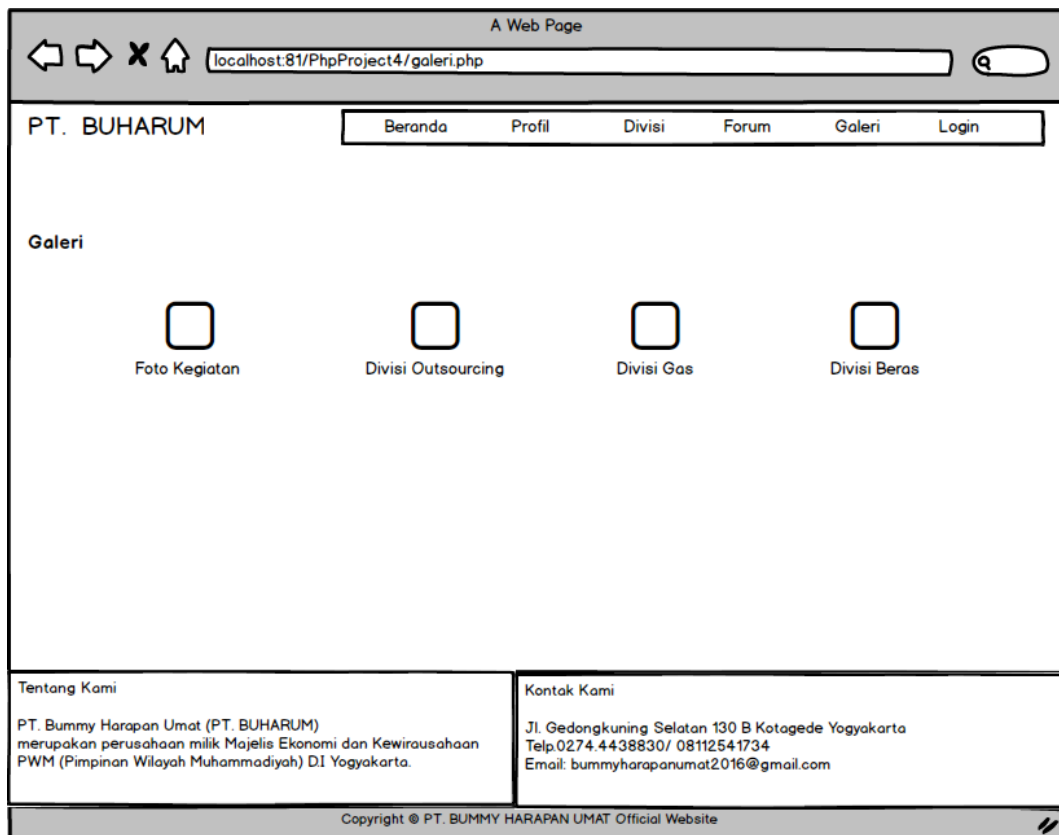 A Web Page
localhost:81/PhpProject4/galeri.php
PT. BUHARUM
Beranda Profil Divisi Forum Galeri Login
Galeri
Foto Kegiatan Divisi Outsourcing Divisi Gas Divisi Beras
Tentang Kami
PT. Bummy Harapan Umat (PT. BUHARUM)
merupakan perusahaan milik Majelis Ekonomi dan Kewirausahaan
PWM (Pimpinan Wilayah Muhammadiyah) D.I Yogyakarta.
Kontak Kami
Jl. Gedongkuning Selatan 130 B Kotagede Yogyakarta
Telp.0274.4438830/ 08112541734
Email: bummyharapanumat2016@gmail.com
Copyright © PT. BUMMY HARAPAN UMAT Official Website